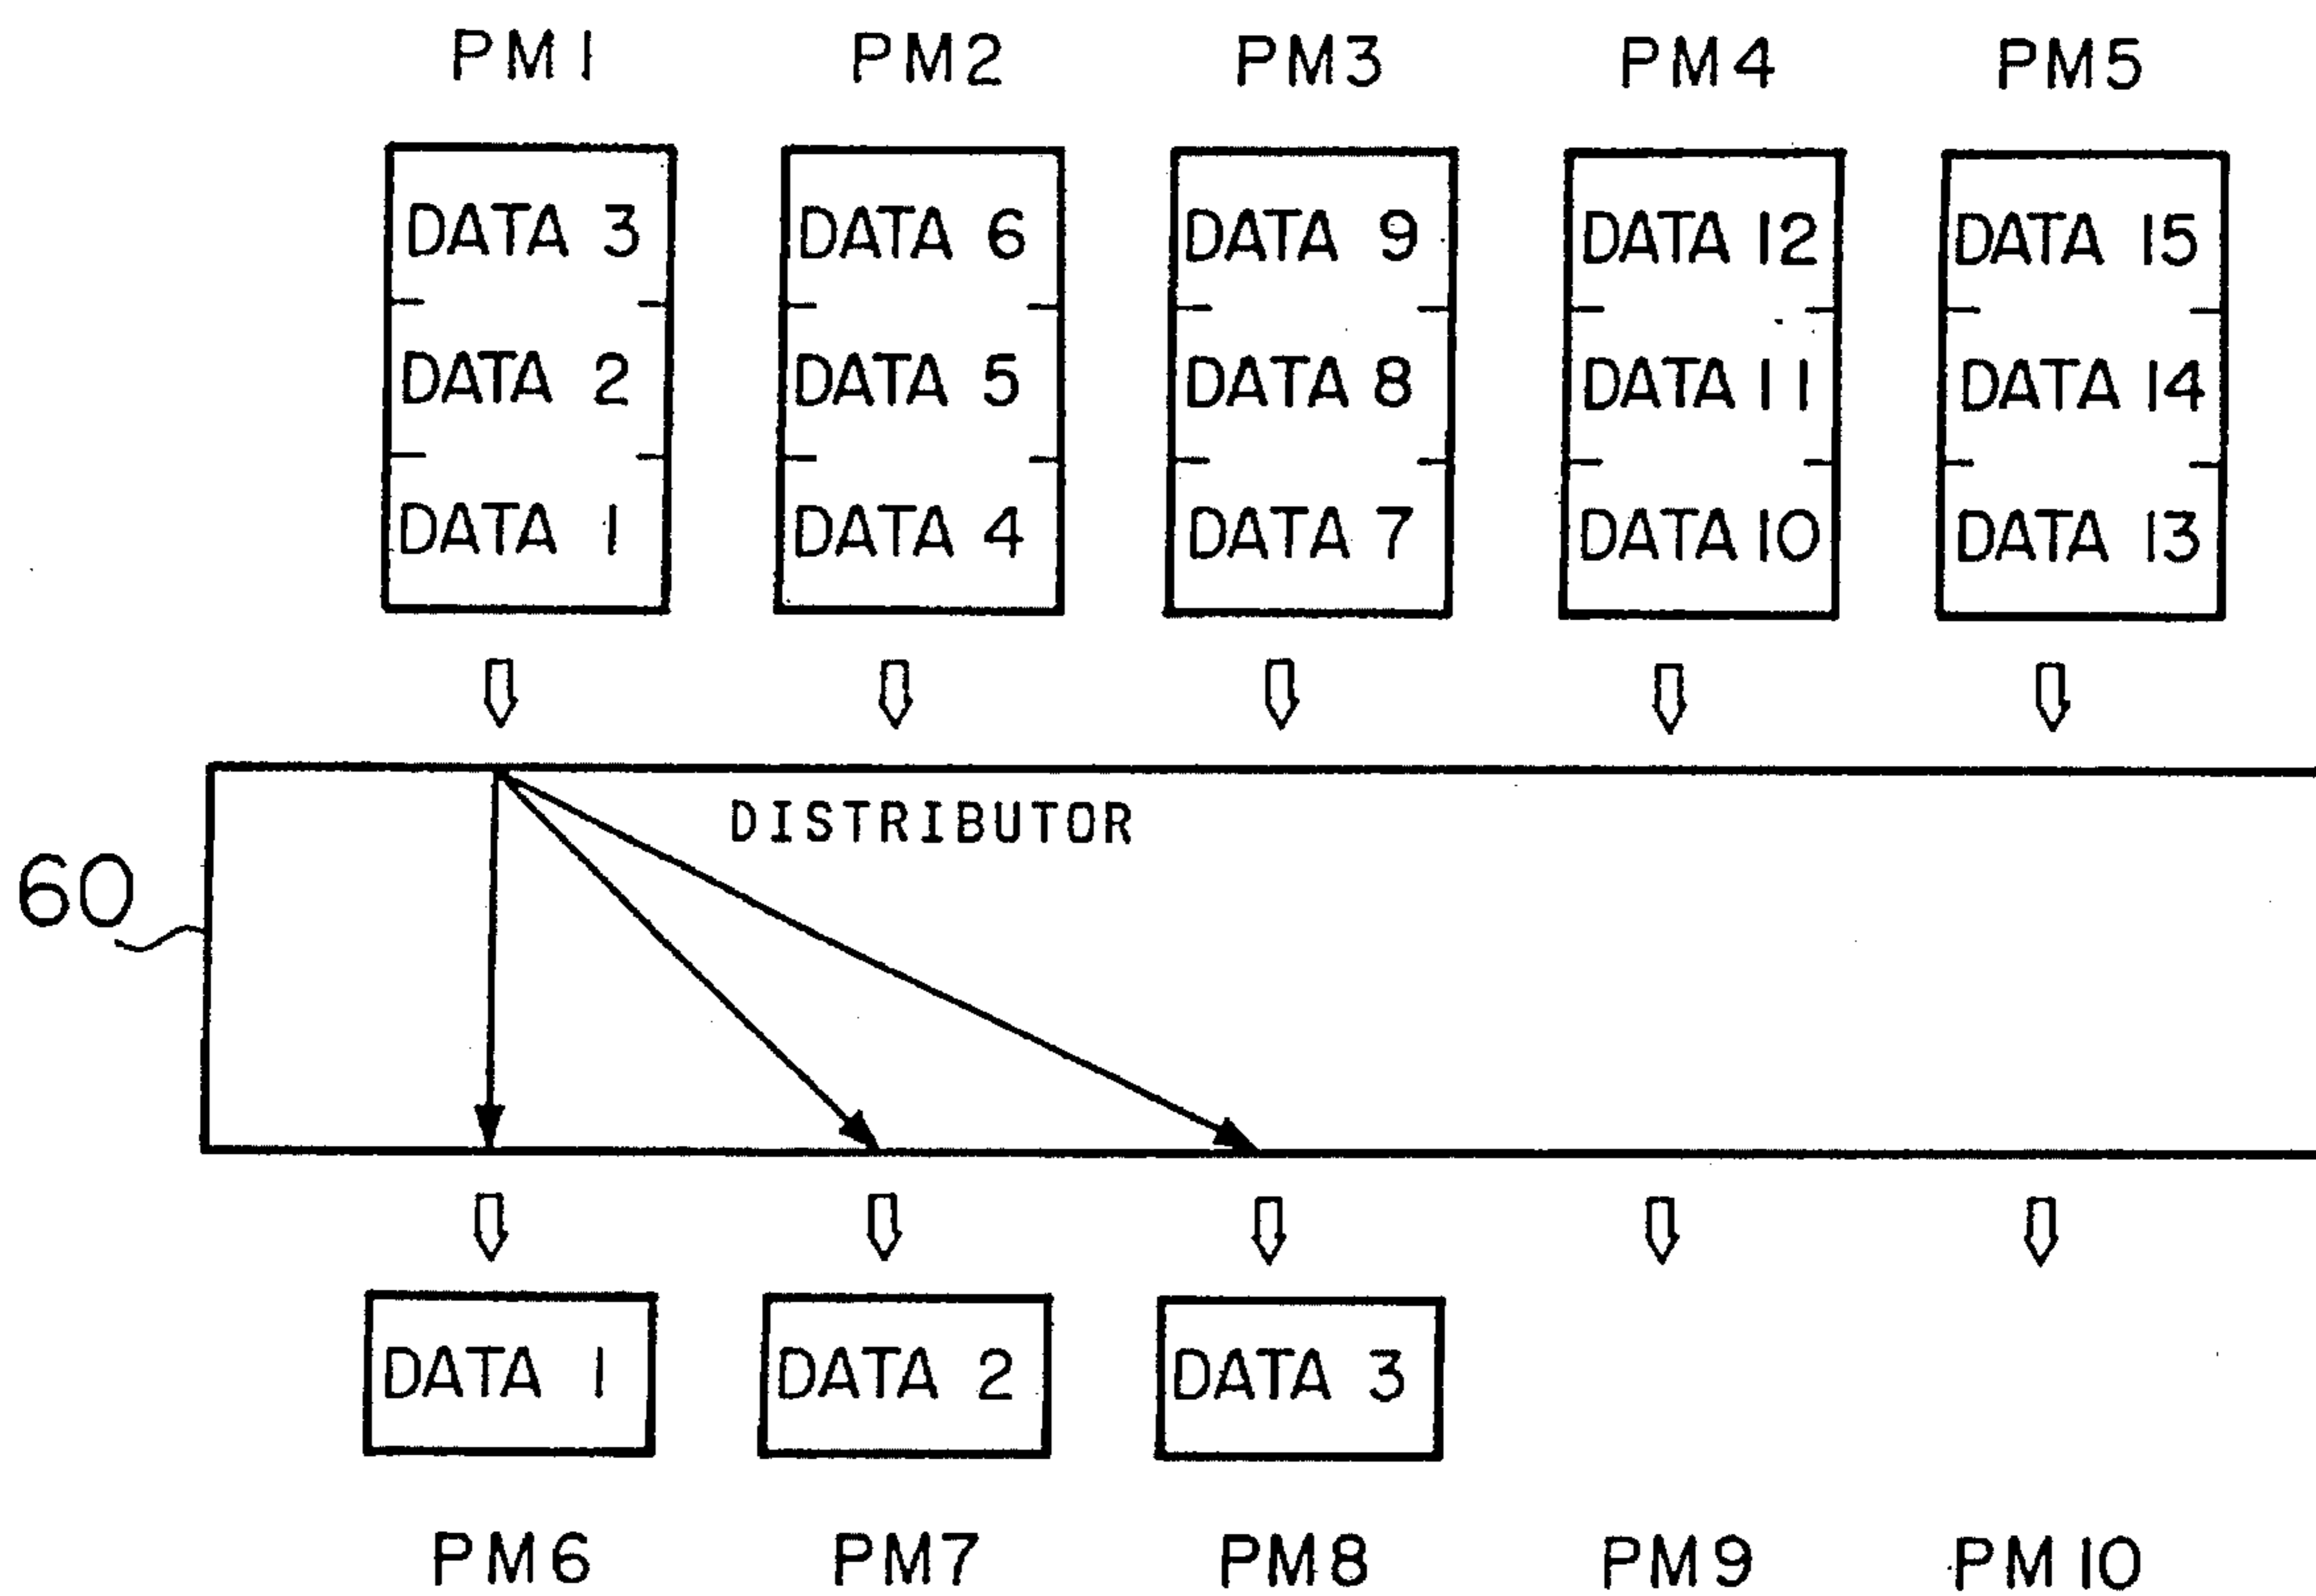 PM1 PM2 PM3 PM4 PM5
DATA 3 DATA 6 DATA 9 DATA 12 DATA 15
DATA 2 DATA 5 DATA 8 DATA 11 DATA 14
DATA 1 DATA 4 DATA 7 DATA 10 DATA 13
DISTRIBUTOR
60
DATA 1 DATA 2 DATA 3
PM6 PM7 PM8 PM9 PM10